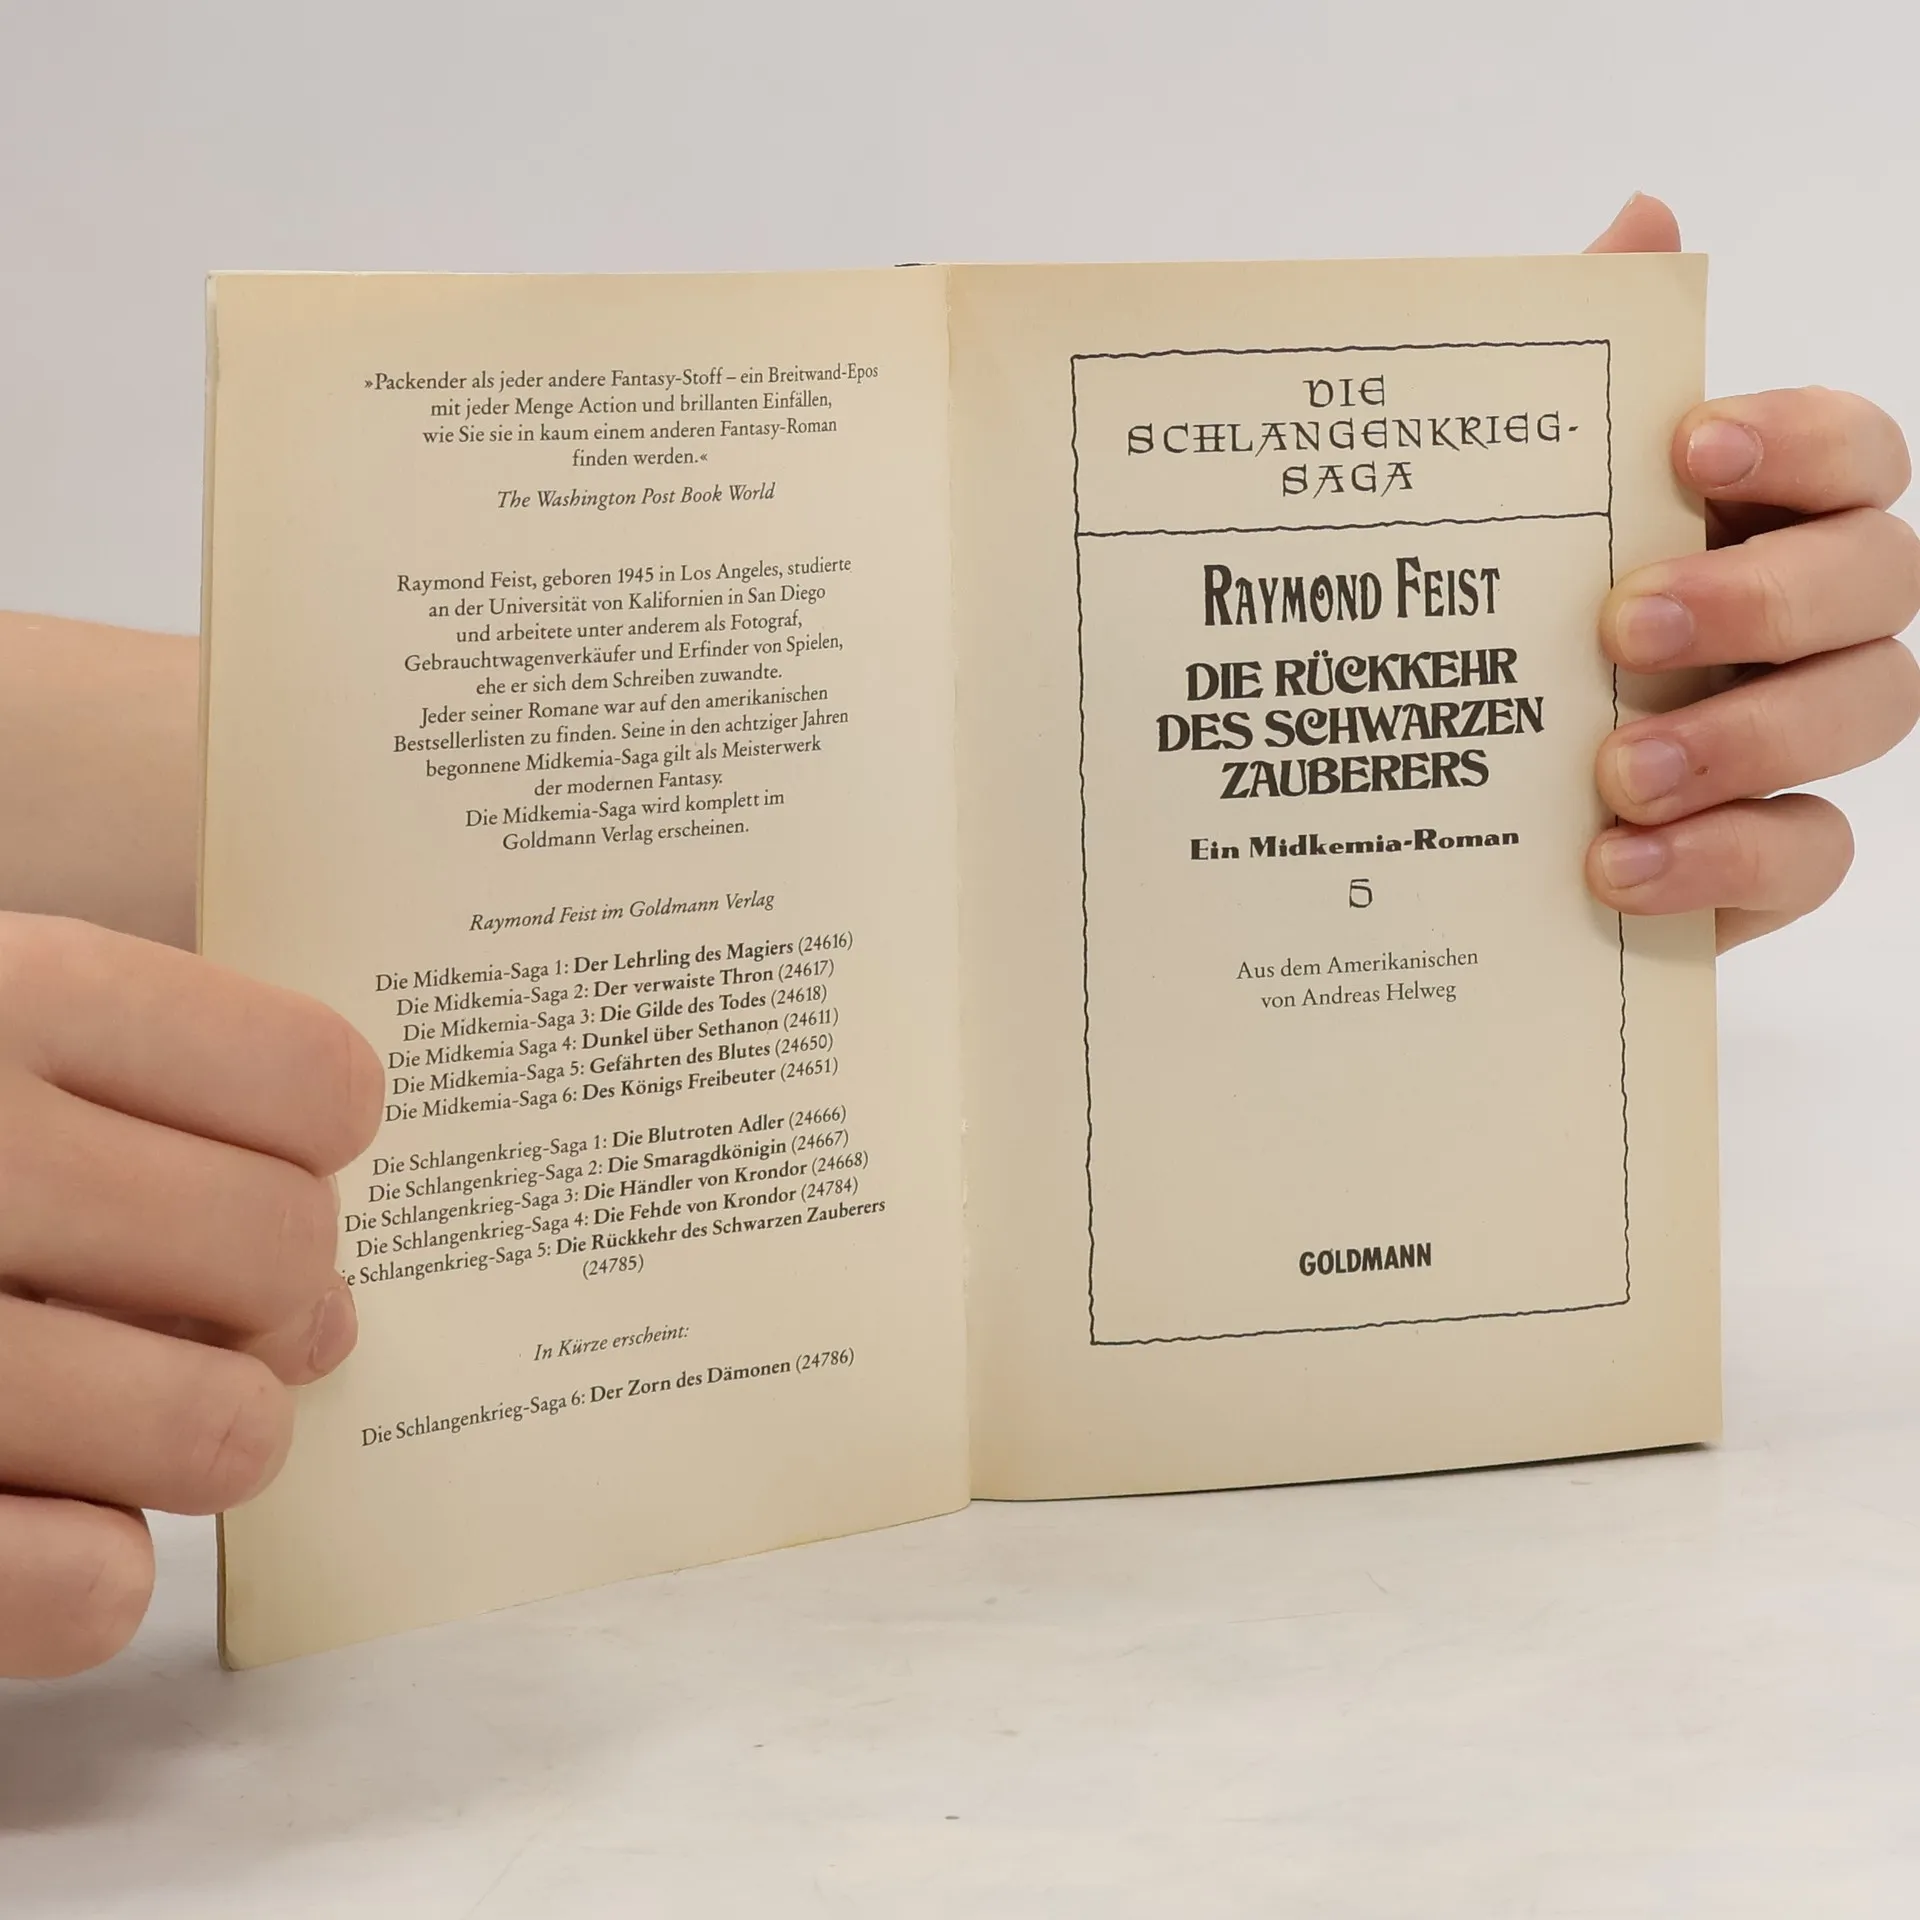 »Packender als jeder andere Fantasy-Stoff – ein Breitwand-Epos
mit jeder Menge Action und brillanten Einfällen,
wie Sie sie in kaum einem anderen Fantasy-Roman
finden werden.«
The Washington Post Book World
Raymond Feist, geboren 1945 in Los Angeles, studierte
an der Universität von Kalifornien in San Diego
und arbeitete unter anderem als Fotograf,
Gebrauchtwagenverkäufer und Erfinder von Spielen,
ehe er sich dem Schreiben zuwandte.
Jeder seiner Romane war auf den amerikanischen
Bestsellerlisten zu finden. Seine in den achtziger Jahren
begonnene Midkemia-Saga gilt als Meisterwerk
der modernen Fantasy.
Die Midkemia-Saga wird komplett im
Goldmann Verlag erscheinen.
Raymond Feist im Goldmann Verlag
Die Midkemia-Saga 1: Der Lehrling des Magiers (24616)
Die Midkemia-Saga 2: Der verwaiste Thron (24617)
Die Midkemia-Saga 3: Die Gilde des Todes (24618)
Die Midkemia Saga 4: Dunkel über Sethanon (24611)
Die Midkemia-Saga 5: Gefährten des Blutes (24650)
Die Midkemia-Saga 6: Des Königs Freibeuter (24651)
Die Schlangenkrieg-Saga 1: Die Blutroten Adler (24666)
Die Schlangenkrieg-Saga 2: Die Smaragdkönigin (24667)
Die Schlangenkrieg-Saga 3: Die Händler von Krondor (24668)
Die Schlangenkrieg-Saga 4: Die Fehde von Krondor (24784)
ie Schlangenkrieg-Saga 5: Die Rückkehr des Schwarzen Zauberers
(24785)
In Kürze erscheint:
Die Schlangenkrieg-Saga 6: Der Zorn des Dämonen (24786)
DIE
SCHLANGENKRIEG-
SAGA
RAYMOND FEIST
DIE RÜCKKEHR
DES SCHWARZEN
ZAUBERERS
Ein Midkemia-Roman
5
Aus dem Amerikanischen
von Andreas Helweg
GOLDMANN